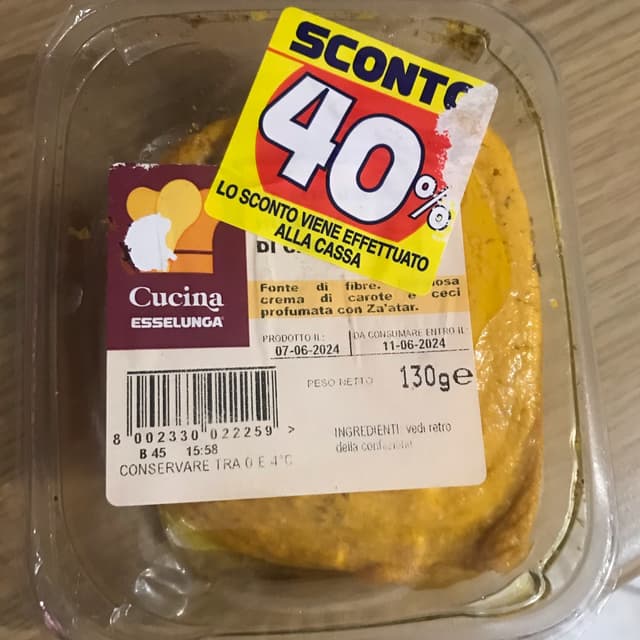 SCONTO
40%
LO SCONTO VIENE EFFETTUATO
ALLA CASSA
Cucina
ESSELUNGA
Fonte di fibre.
crema di carote e ceci
profumata con Za'atar.
PRODOTTO IL: DA CONSUMARE ENTRO IL:
07-06-2024 11-06-2024
PESO NETTO 130g e
8 002330 022259 >
B 45 15:58
CONSERVARE TRA 0 E 4°C
INGREDIENTI: vedi retro
della confezione